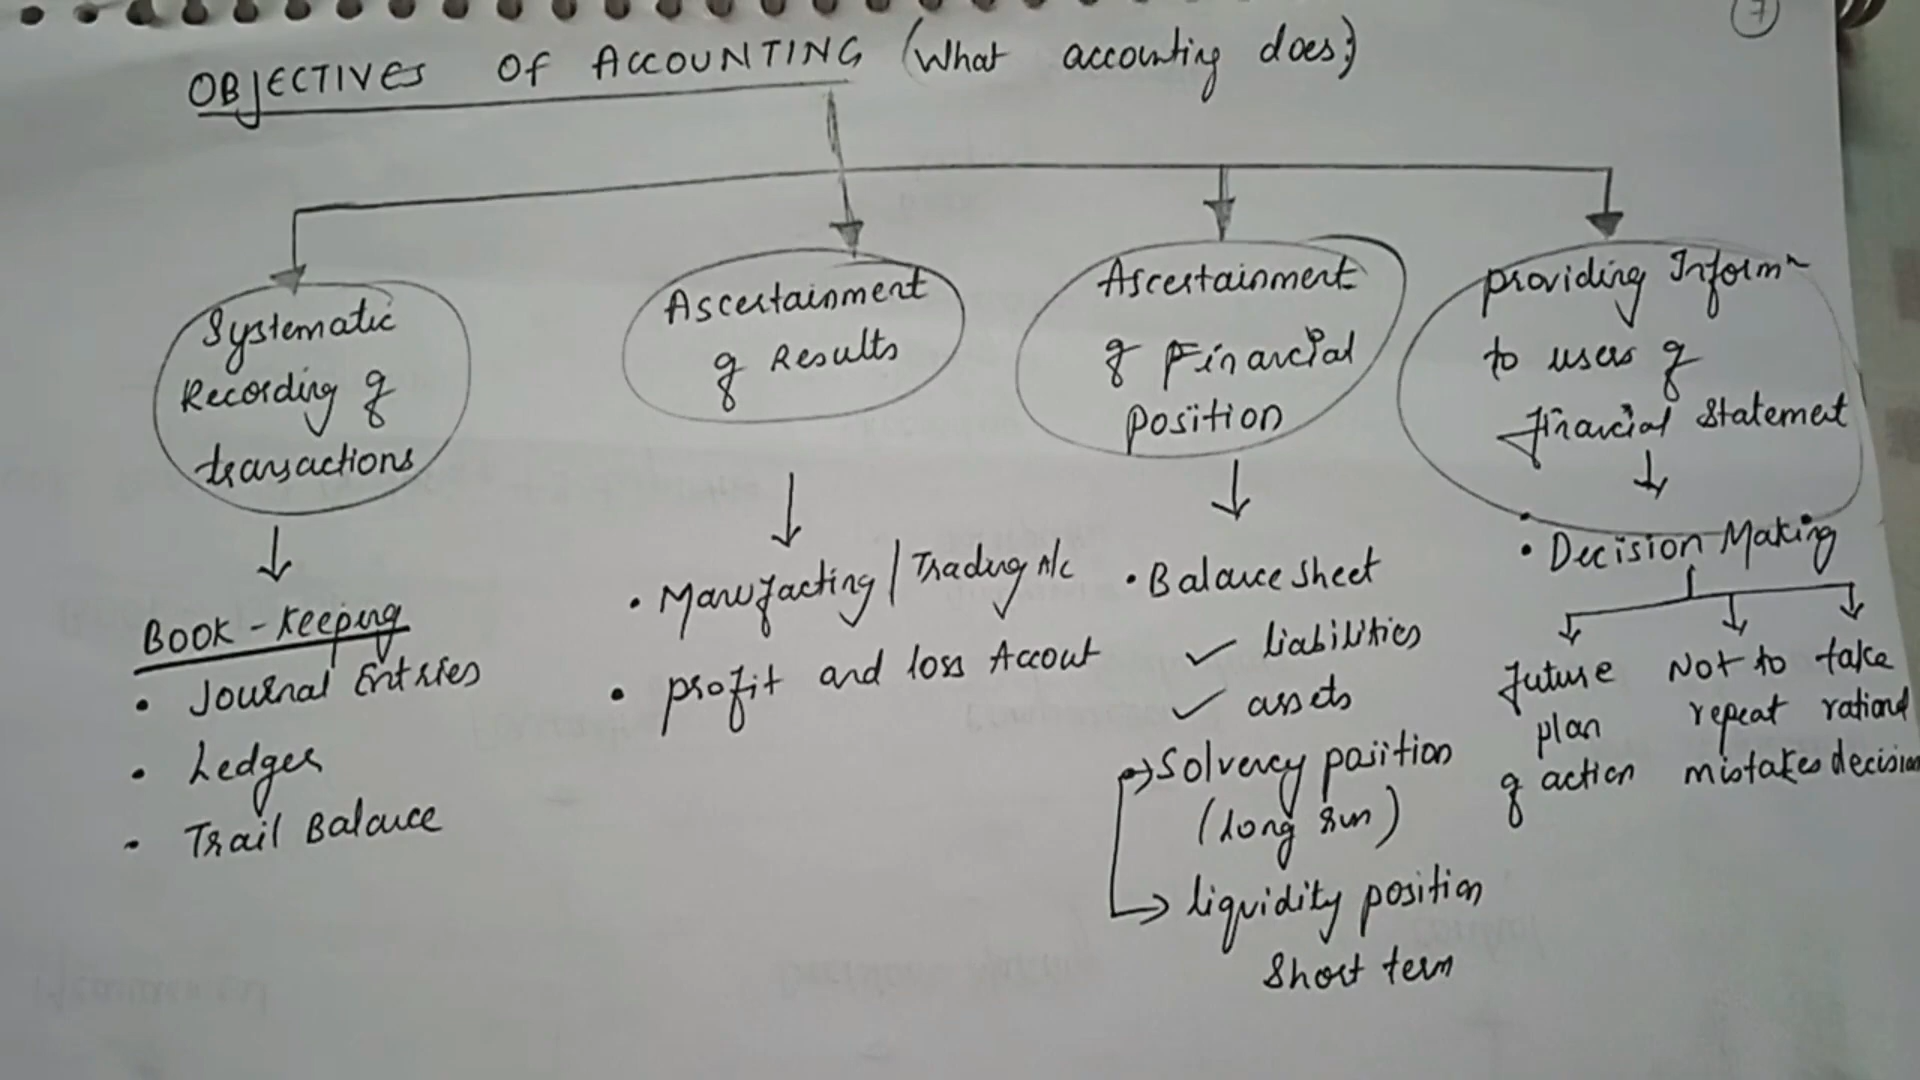 7
OBJECTIVES OF ACCOUNTING (What accounting does)
Systematic
Recording of
transactions
BOOK - Keeping
• Journal Entries
• Ledger
• Trail Balance
Ascertainment
of Results
• Manufacting / Trading A/c
• profit and loss Accout
Ascertainment
of Financial
position
• Balance sheet
✓ liabilities
✓ assets
→ Solvency position
(long run)
→ liquidity position
Short term
providing Informn
to users of
financial statement
• Decision Making
future
plan
of action
Not to
repeat
mistakes
take
rational
decision